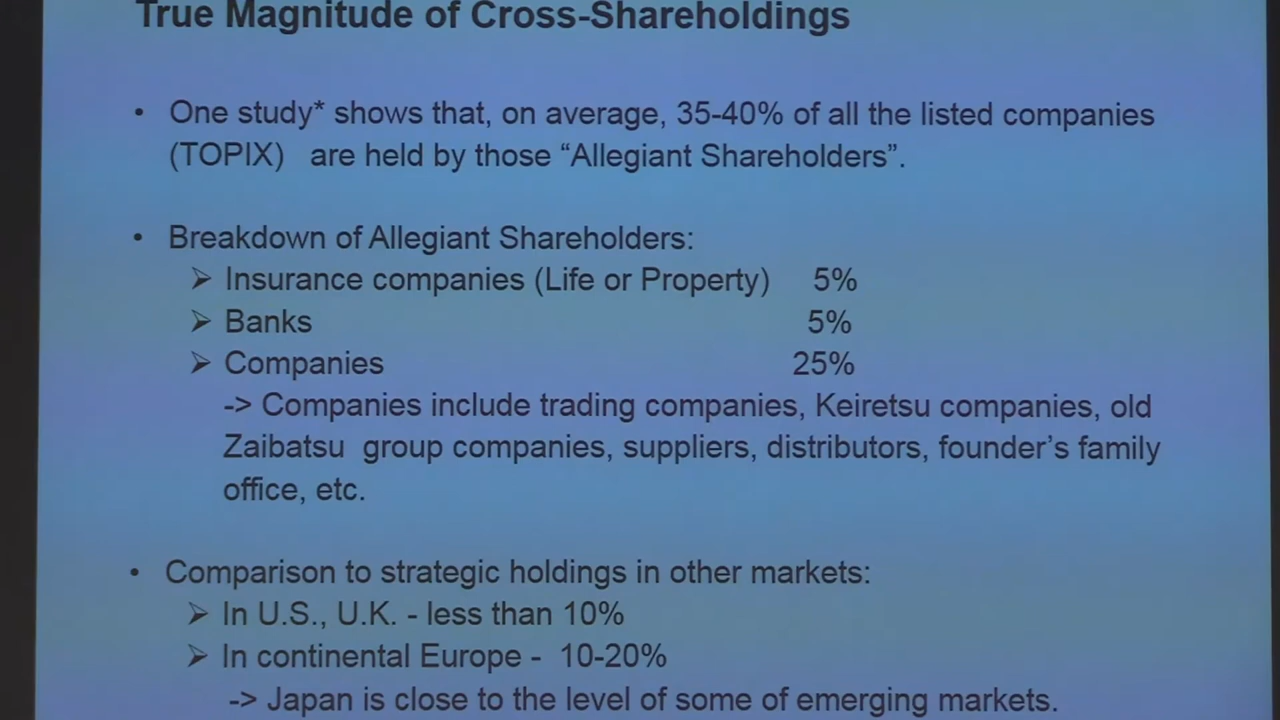 True Magnitude of Cross-Shareholdings
• One study* shows that, on average, 35-40% of all the listed companies
(TOPIX) are held by those “Allegiant Shareholders”.
• Breakdown of Allegiant Shareholders:
➢ Insurance companies (Life or Property) 5%
➢ Banks 5%
➢ Companies 25%
-> Companies include trading companies, Keiretsu companies, old
Zaibatsu group companies, suppliers, distributors, founder’s family
office, etc.
• Comparison to strategic holdings in other markets:
➢ In U.S., U.K. - less than 10%
➢ In continental Europe - 10-20%
-> Japan is close to the level of some of emerging markets.